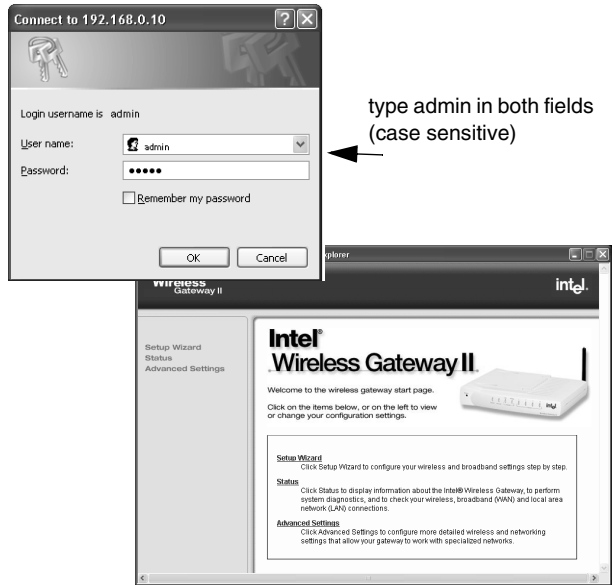 Connect to 192.168.0.10
Login username is admin
User name: admin
Password: •••••
Remember my password
OK Cancel
type admin in both fields
(case sensitive)
xplorer
Wireless
Gateway II
intel.
Setup Wizard
Status
Advanced Settings
Intel®
Wireless Gateway II
Welcome to the wireless gateway start page.
Click on the items below, or on the left to view
or change your configuration settings.
intel
Setup Wizard
Click Setup Wizard to configure your wireless and broadband settings step by step.
Status
Click Status to display information about the Intel® Wireless Gateway, to perform
system diagnostics, and to check your wireless, broadband (WAN) and local area
network (LAN) connections.
Advanced Settings
Click Advanced Settings to configure more detailed wireless and networking
settings that allow your gateway to work with specialized networks.